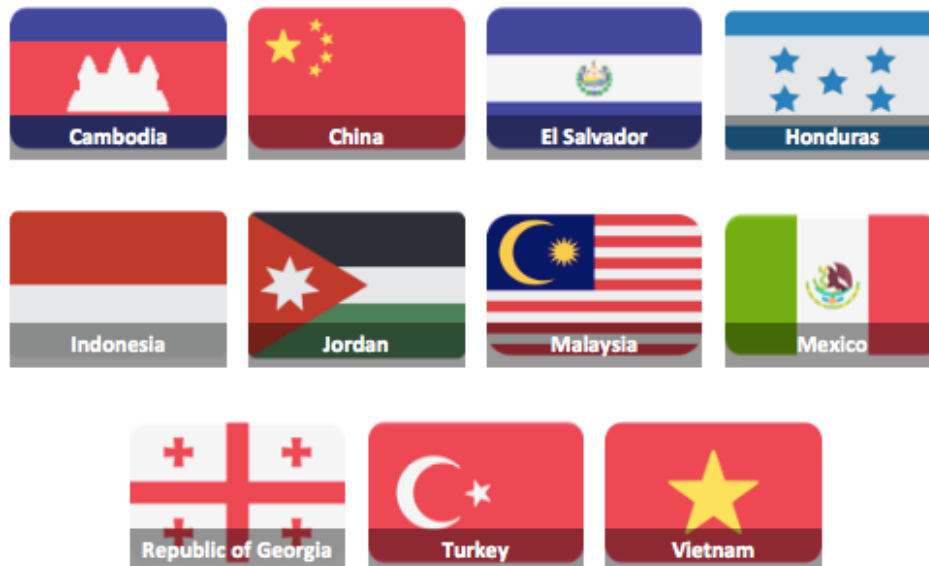 Cambodia
China
El Salvador
Honduras
Indonesia
Jordan
Malaysia
Mexico
Republic of Georgia
Turkey
Vietnam